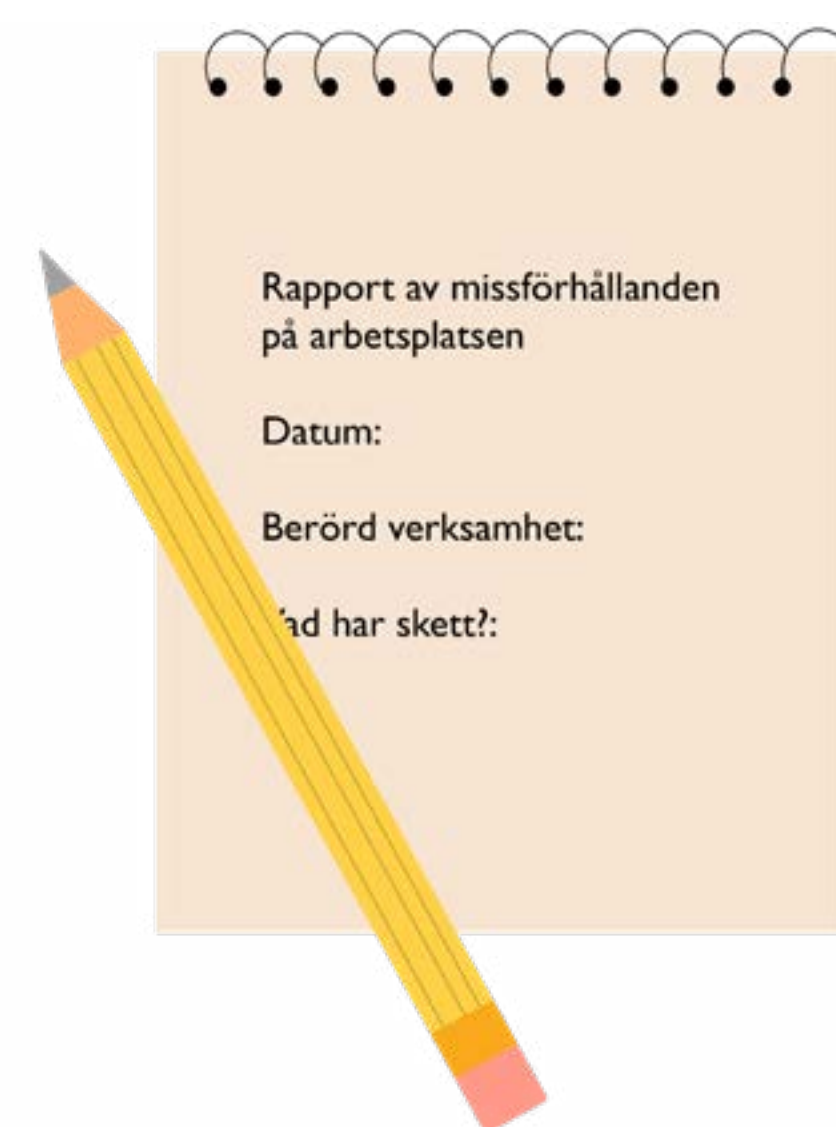 Rapport av missförhållanden
på arbetsplatsen
Datum:
Berörd verksamhet:
har skett?: